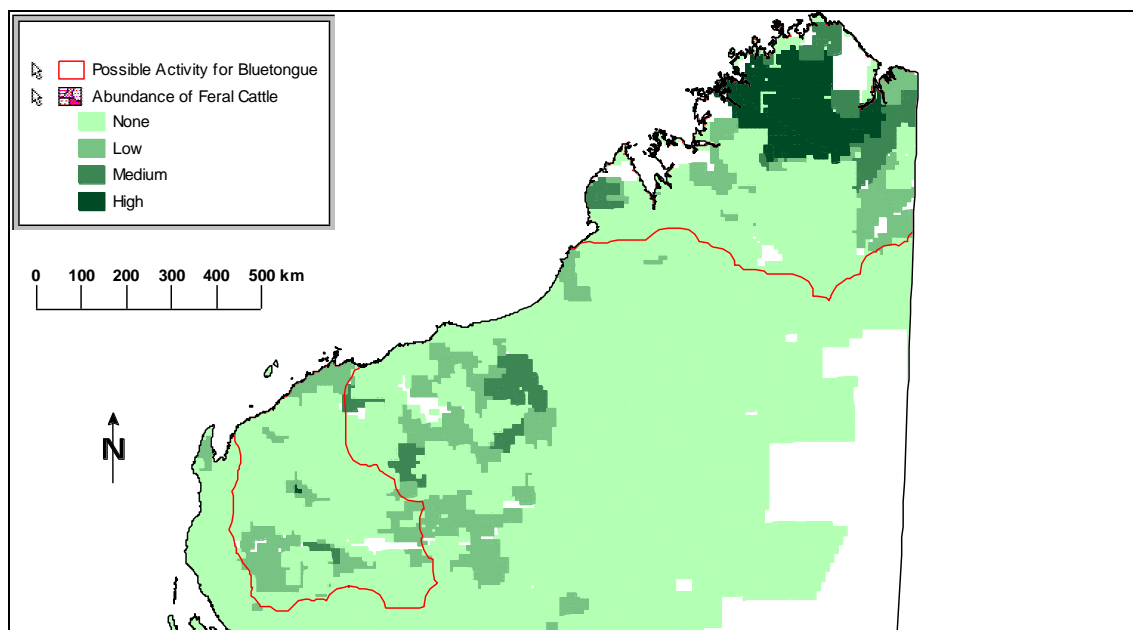 Possible Activity for Bluetongue
Abundance of Feral Cattle
None
Low
Medium
High
0 100 200 300 400 500 km
N